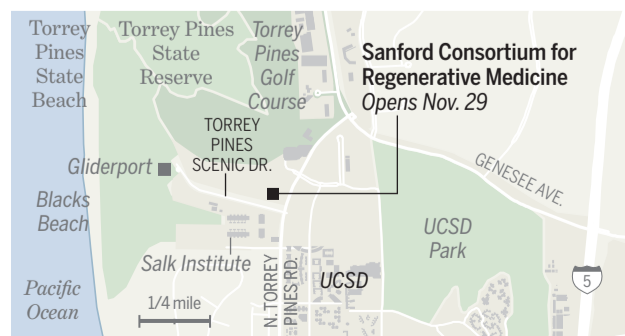 Torrey
Pines
State
Beach
Torrey Pines
State
Reserve
Torrey
Pines
Golf
Course
Sanford Consortium for
Regenerative Medicine
Opens Nov. 29
TORREY
PINES
SCENIC DR.
Gliderport
GENESEE AVE.
Blacks
Beach
UCSD
Park
Salk Institute
N. TORREY
PINES RD.
UCSD
5
Pacific
Ocean
1/4 mile